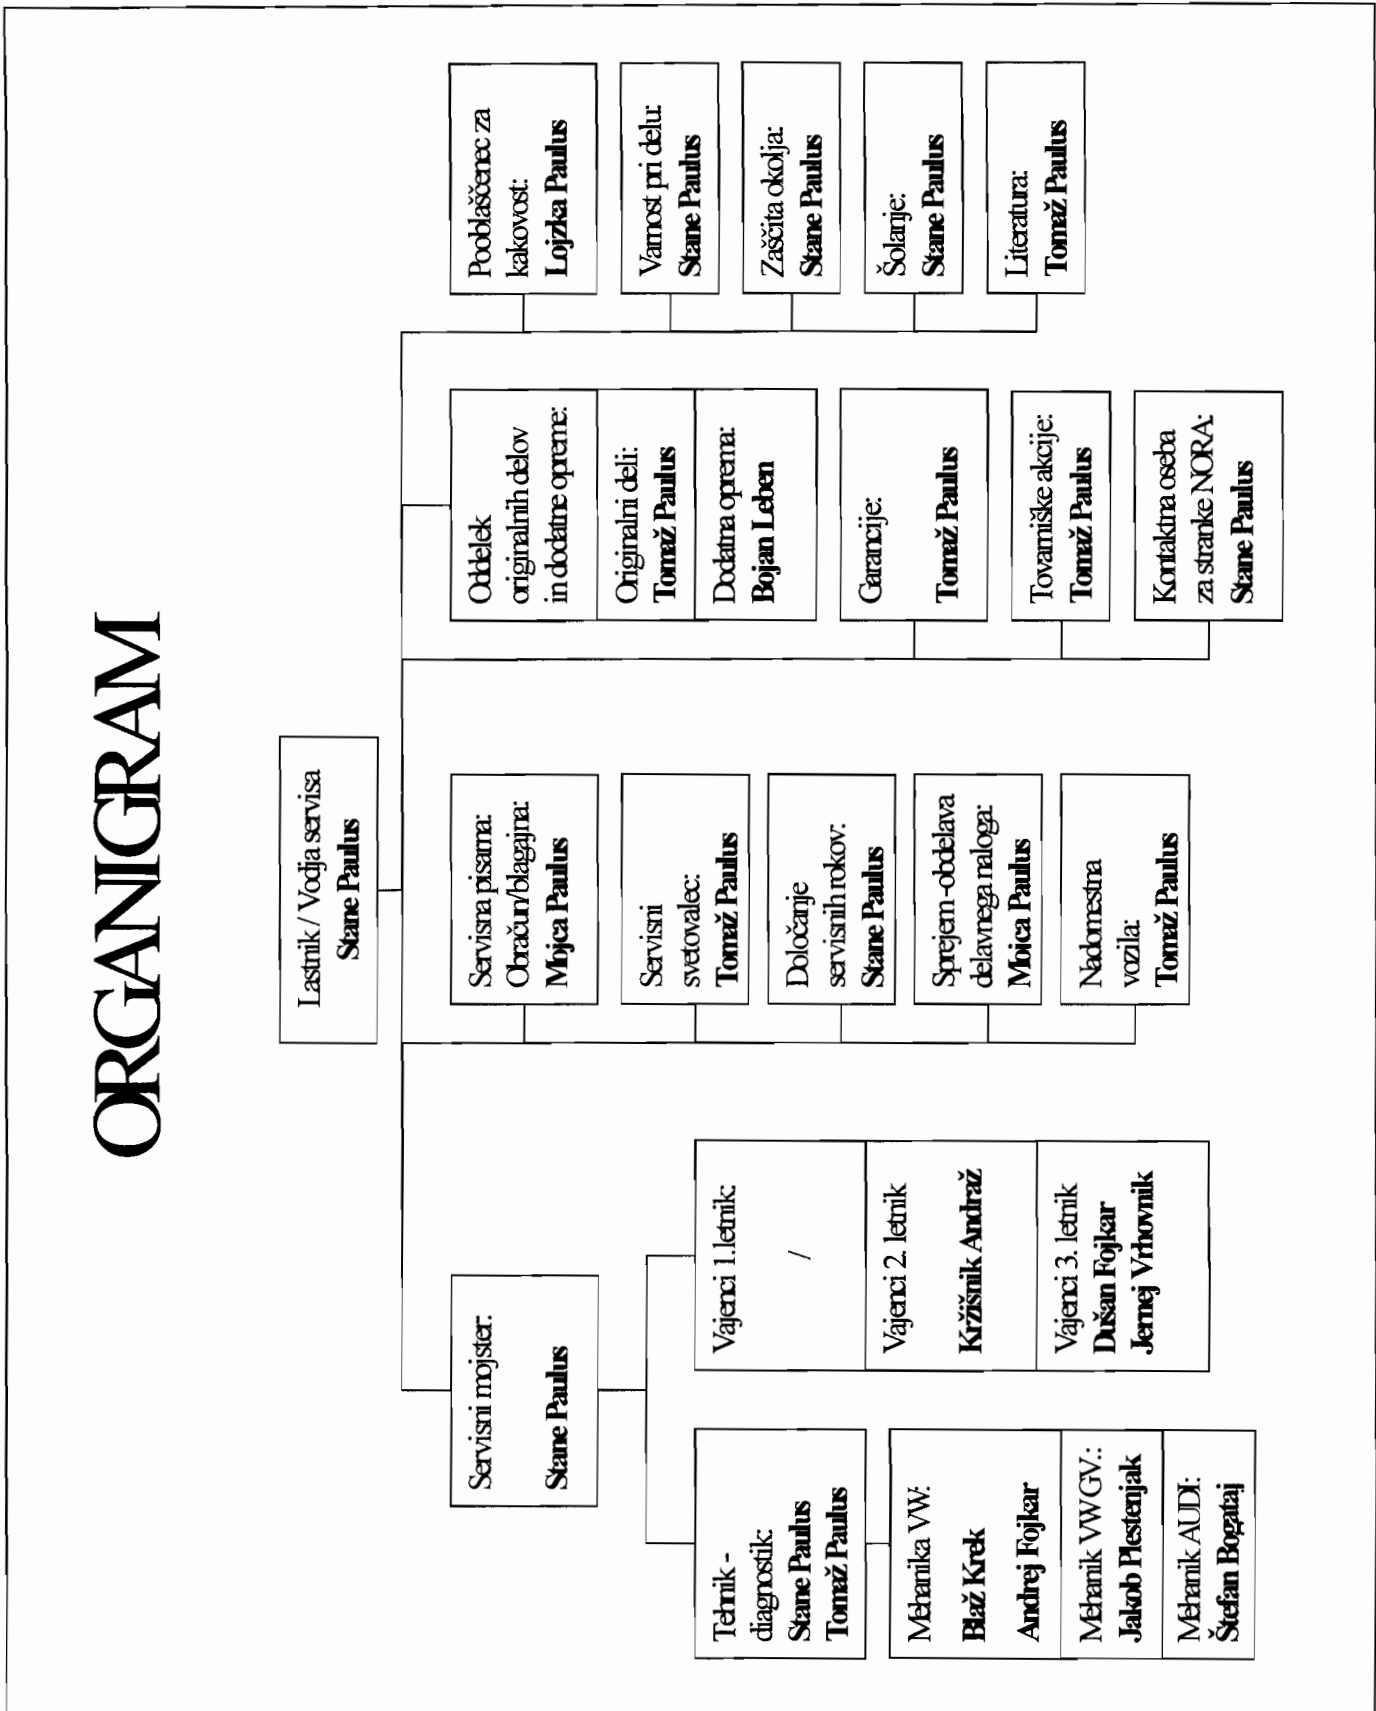 ORGANIGRAM
Lastnik / Vodja servisa
Stane Paulus
Servisni mojster:
Stane Paulus
Tehnik -
diagnostik:
Stane Paulus
Tomaž Paulus
Mehanika VW:
Blaž Krek
Andrej Fojkar
Mehanik VW GV.:
Jakob Plestenjak
Mehanik AUDI:
Štefan Bogataj
Vajenci 1.letnik:
/
Vajenci 2. letnik
Kržišnik Andraž
Vajenci 3. letnik
Dušan Fojkar
Jernej Vrhovnik
Servisna pisarna:
Obračun/blagajna:
Mojca Paulus
Servisni
svetovalec:
Tomaž Paulus
Določanje
servisnih rokov:
Stane Paulus
Sprejem -obdelava
delavnega naloga:
Mojca Paulus
Nadomestna
vozila:
Tomaž Paulus
Oddelek
originalnih delov
in dodatne opreme:
Originalni deli:
Tomaž Paulus
Dodatna oprema:
Bojan Leben
Garancije:
Tomaž Paulus
Tovarniške akcije:
Tomaž Paulus
Kontaktna oseba
za stranke NORA:
Stane Paulus
Pooblaščenec za
kakovost:
Lojzka Paulus
Varnost pri delu:
Stane Paulus
Zaščita okolja:
Stane Paulus
Šolanje:
Stane Paulus
Literatura:
Tomaž Paulus